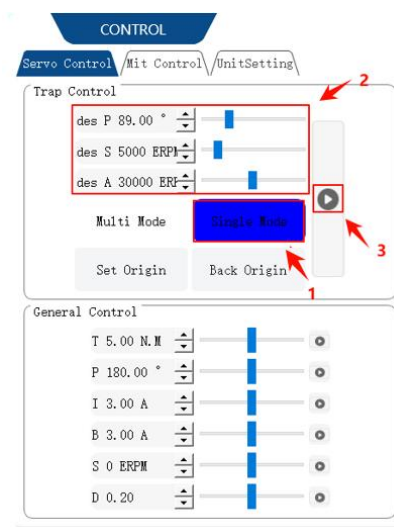 CONTROL
Servo Control Mit Control UnitSetting
2
Trap Control
des P 89.00 °
des S 5000 ERPM
des A 30000 ER
3
Multi Mode Single Mode
Set Origin Back Origin
1
General Control
T 5.00 N.M
P 180.00 °
I 3.00 A
B 3.00 A
S 0 ERPM
D 0.20